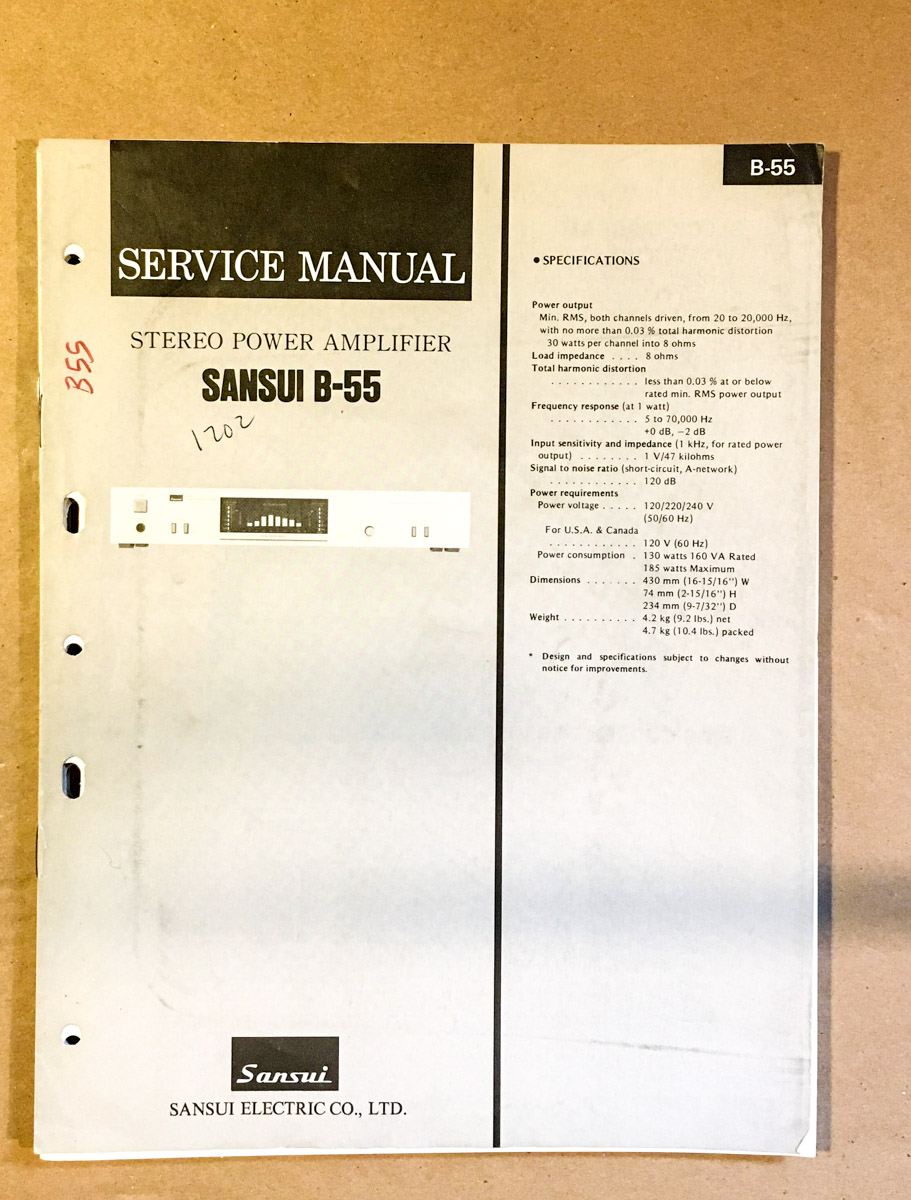 SERVICE MANUAL
STEREO POWER AMPLIFIER
SANSUI B-55
1202
B55
Sansui
SANSUI ELECTRIC CO., LTD.
B-55
● SPECIFICATIONS
Power output
Min. RMS, both channels driven, from 20 to 20,000 Hz,
with no more than 0.03 % total harmonic distortion
30 watts per channel into 8 ohms
Load impedance . . . . 8 ohms
Total harmonic distortion
. . . . . . . . . . . . less than 0.03 % at or below
rated min. RMS power output
Frequency response (at 1 watt)
. . . . . . . . . . . . 5 to 70,000 Hz
+0 dB, −2 dB
Input sensitivity and impedance (1 kHz, for rated power
output) . . . . . . . . 1 V/47 kilohms
Signal to noise ratio (short-circuit, A-network)
. . . . . . . . . . . . 120 dB
Power requirements
Power voltage . . . . . 120/220/240 V
(50/60 Hz)
For U.S.A. & Canada
. . . . . . . . . . . . 120 V (60 Hz)
Power consumption . 130 watts 160 VA Rated
185 watts Maximum
Dimensions . . . . . . . 430 mm (16-15/16") W
74 mm (2-15/16") H
234 mm (9-7/32") D
Weight . . . . . . . . . . 4.2 kg (9.2 lbs.) net
4.7 kg (10.4 lbs.) packed
* Design and specifications subject to changes without
notice for improvements.